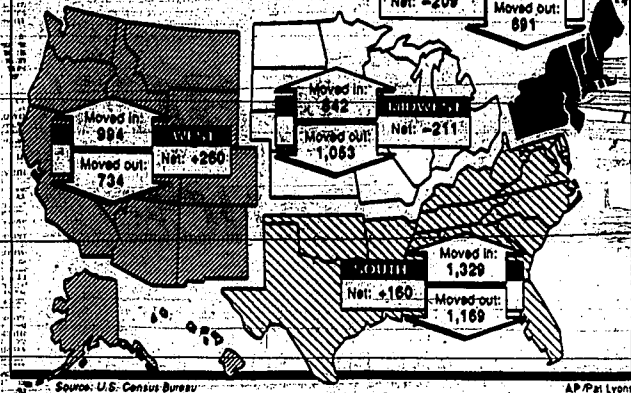 Net: –209
Moved out:
691
Moved in:
994
WEST
Net: +260
Moved out:
734
Moved in:
842
MIDWEST
Net: –211
Moved out:
1,053
SOUTH
Net: +160
Moved in:
1,329
Moved out:
1,169
Source: U.S. Census Bureau
AP/Pat Lyons